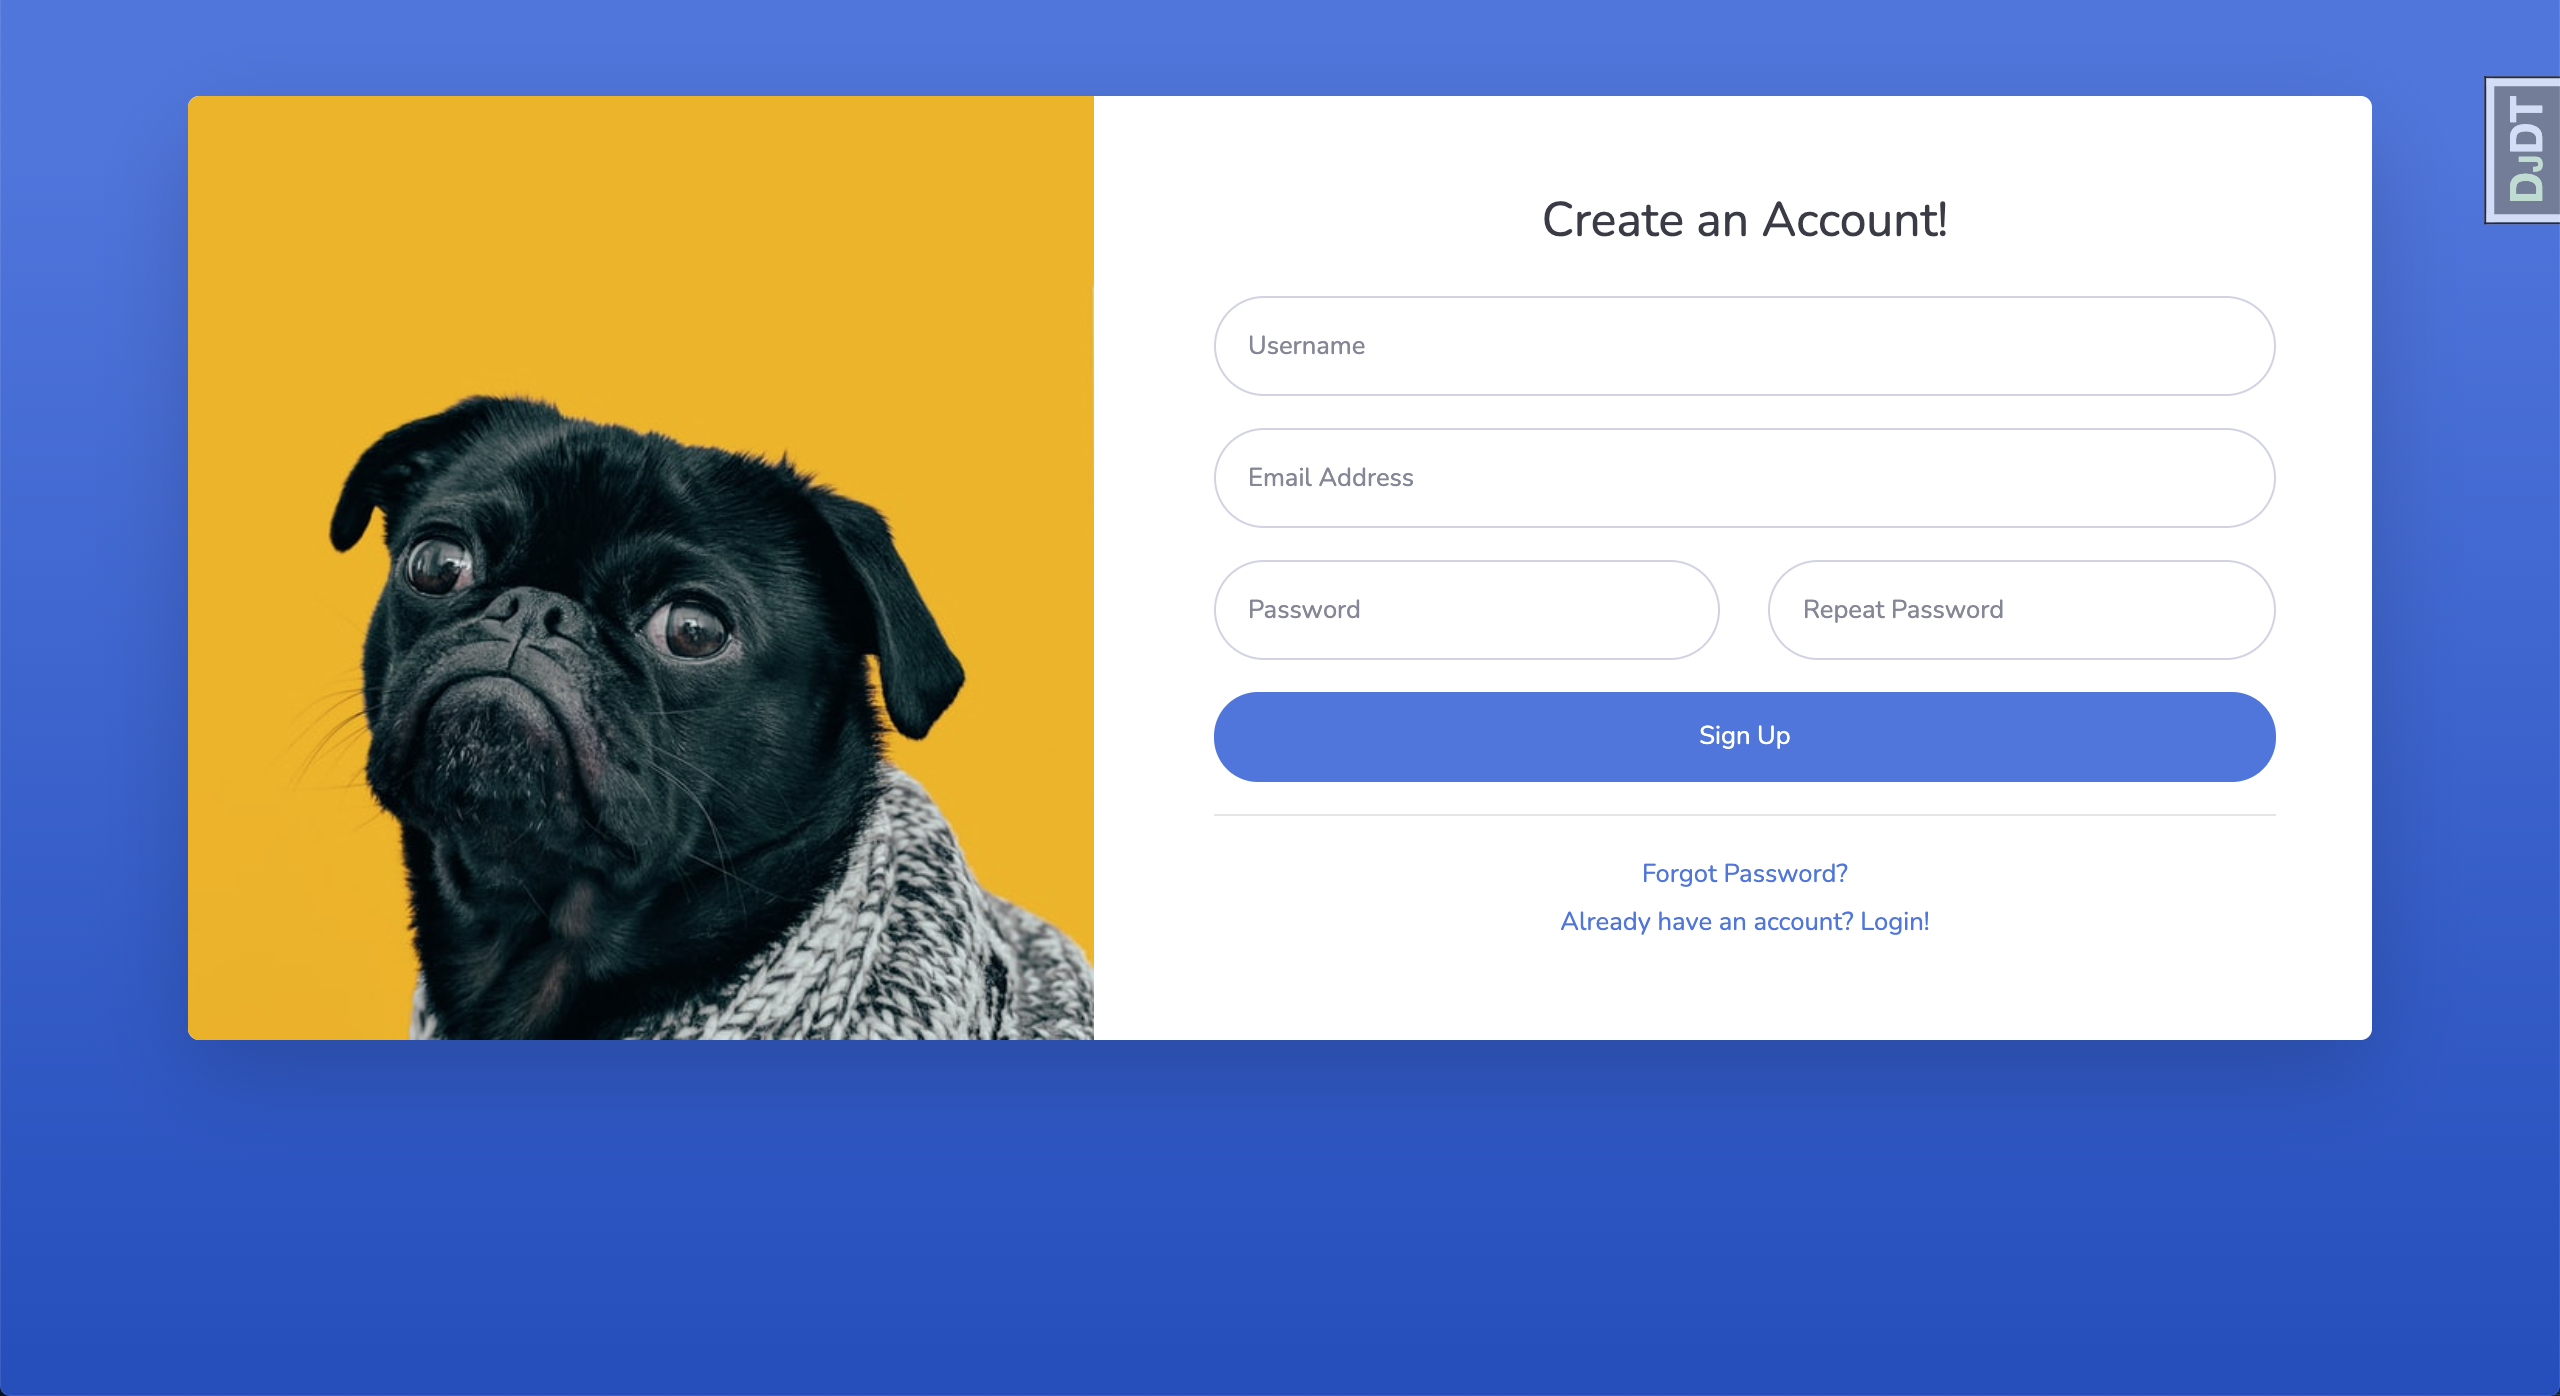 DJDT
Create an Account!
Username
Email Address
Password
Repeat Password
Sign Up
Forgot Password?
Already have an account? Login!